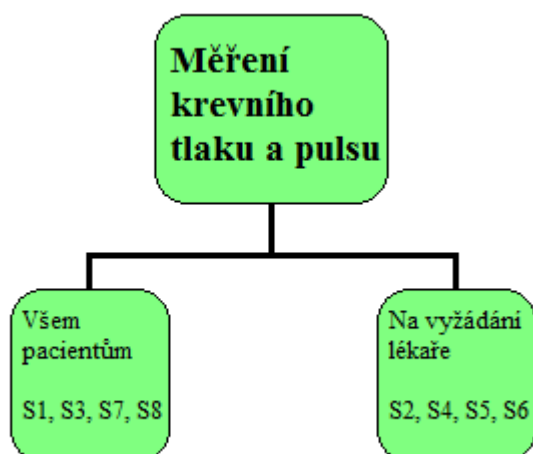 Měření
krevního
tlaku a pulsu
Všem
pacientům
S1, S3, S7, S8
Na vyžádání
lékaře
S2, S4, S5, S6